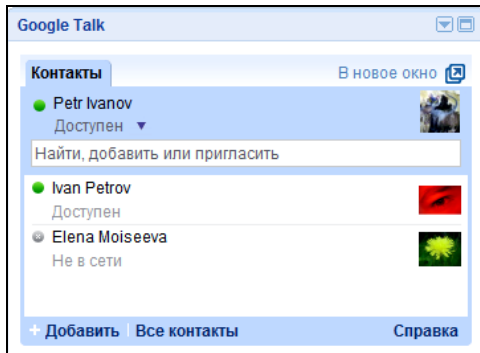 Google Talk
Контакты В новое окно
Petr Ivanov
Доступен
Найти, добавить или пригласить
Ivan Petrov
Доступен
Elena Moiseeva
Не в сети
Добавить Все контакты Справка